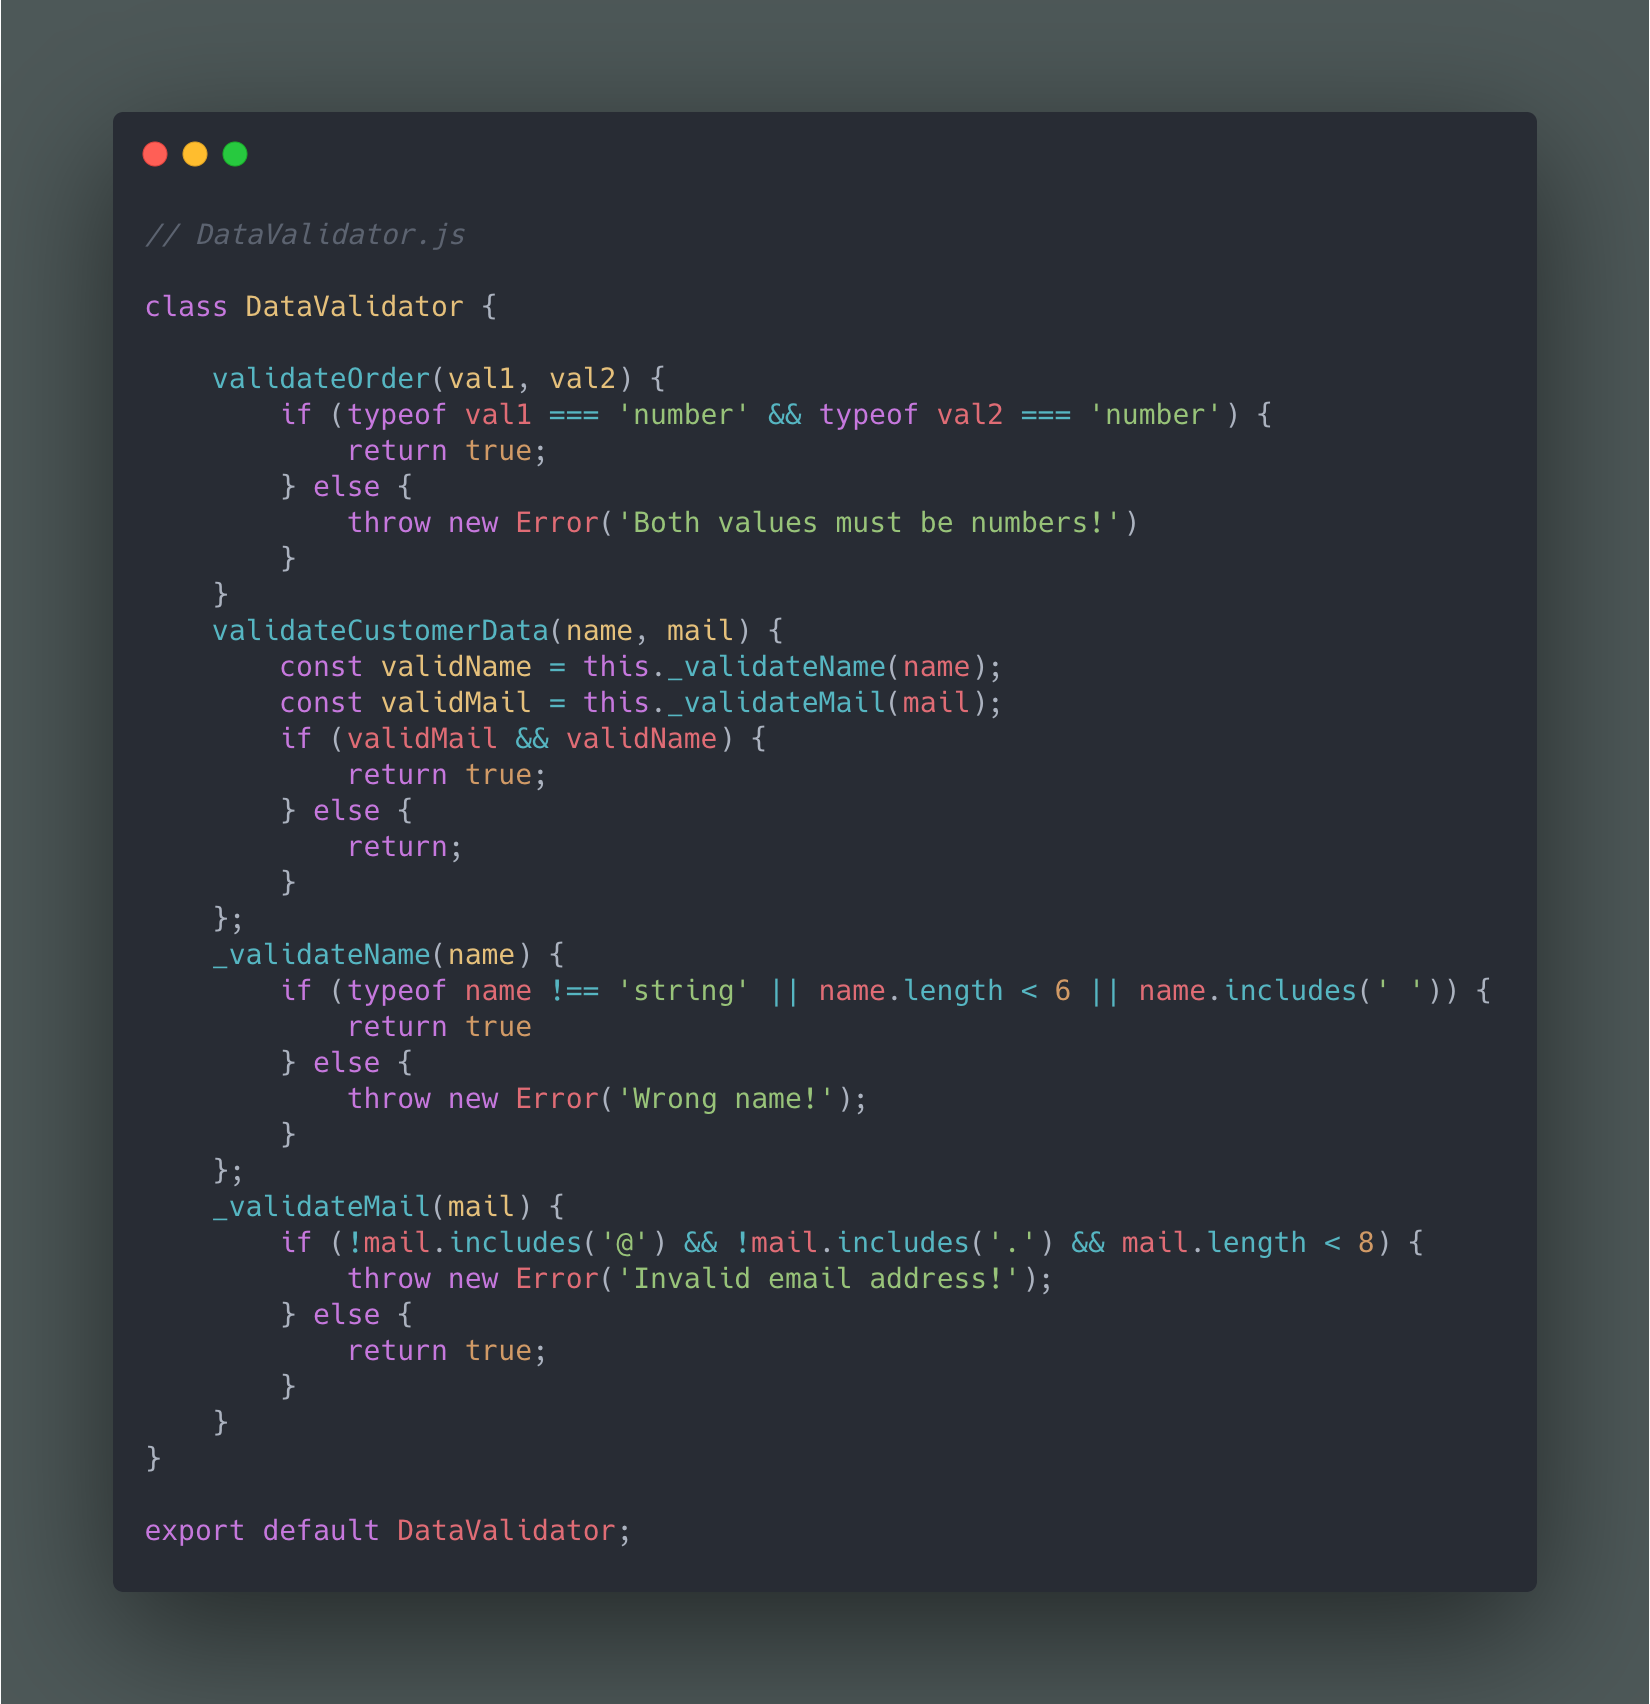 // DataValidator.js

class DataValidator {

    validateOrder(val1, val2) {
        if (typeof val1 === 'number' && typeof val2 === 'number') {
            return true;
        } else {
            throw new Error('Both values must be numbers!')
        }
    }
    validateCustomerData(name, mail) {
        const validName = this._validateName(name);
        const validMail = this._validateMail(mail);
        if (validMail && validName) {
            return true;
        } else {
            return;
        }
    };
    _validateName(name) {
        if (typeof name !== 'string' || name.length < 6 || name.includes(' ')) {
            return true
        } else {
            throw new Error('Wrong name!');
        }
    };
    _validateMail(mail) {
        if (!mail.includes('@') && !mail.includes('.') && mail.length < 8) {
            throw new Error('Invalid email address!');
        } else {
            return true;
        }
    }
}

export default DataValidator;